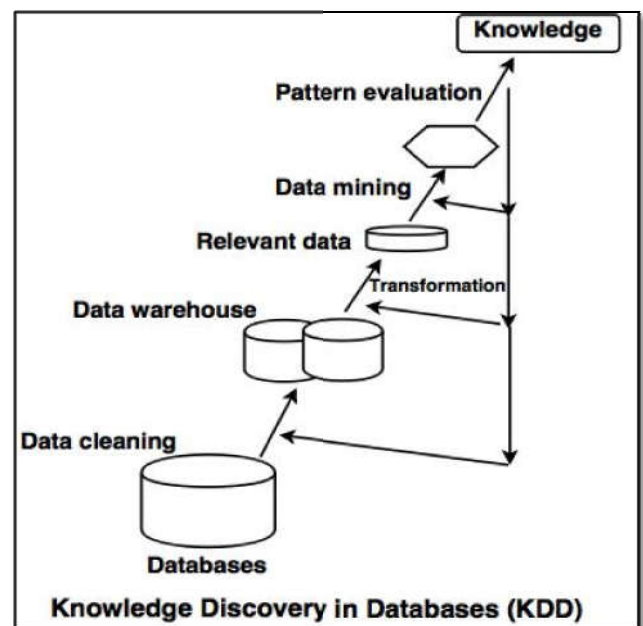 Knowledge
Pattern evaluation
Data mining
Relevant data
Transformation
Data warehouse
Data cleaning
Databases
Knowledge Discovery in Databases (KDD)